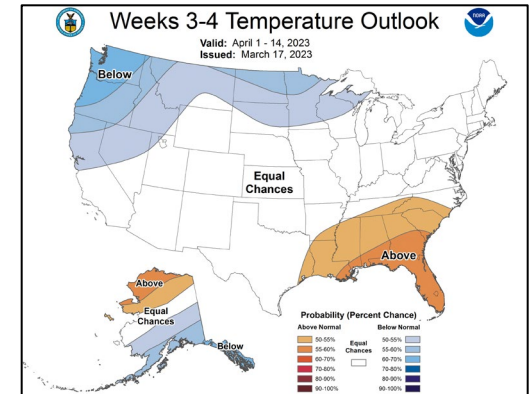 Weeks 3-4 Temperature Outlook
noaa
Valid: April 1 - 14, 2023
Issued: March 17, 2023
Below
Equal
Chances
Above
Above
Equal
Chances
Below
Probability (Percent Chance)
Above Normal
Below Normal
Equal
Chances
50-55%
55-60%
60-70%
70-80%
80-90%
90-100%
50-55%
55-60%
60-70%
70-80%
80-90%
90-100%